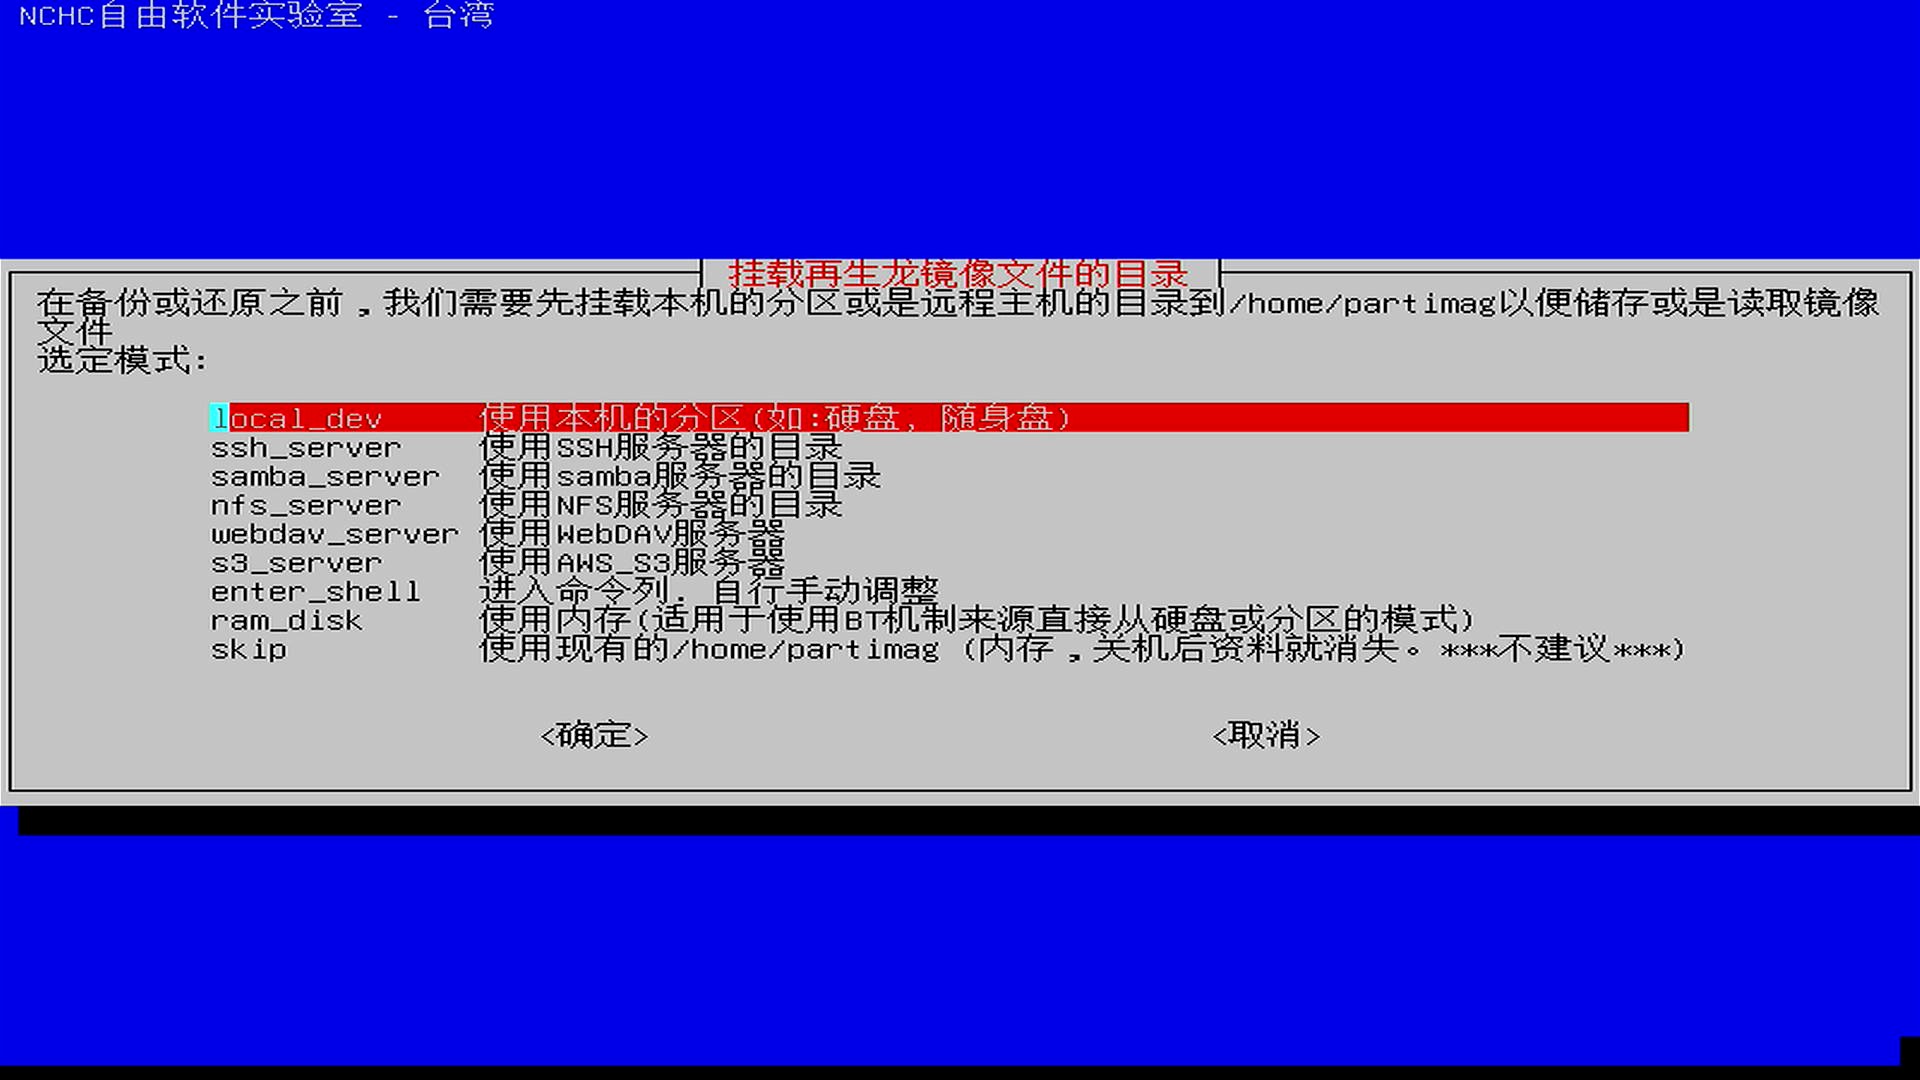 NCHC自由软件实验室 - 台湾
挂载再生龙镜像文件的目录
在备份或还原之前，我们需要先挂载本机的分区或是远程主机的目录到/home/partimag以便储存或是读取镜像
文件
选定模式:
local_dev 使用本机的分区(如:硬盘, 随身盘)
ssh_server 使用SSH服务器的目录
samba_server 使用samba服务器的目录
nfs_server 使用NFS服务器的目录
webdav_server 使用WebDAV服务器
s3_server 使用AWS_S3服务器
enter_shell 进入命令列. 自行手动调整
ram_disk 使用内存(适用于使用BT机制来源直接从硬盘或分区的模式)
skip 使用现有的/home/partimag (内存，关机后资料就消失。***不建议***)
<确定> <取消>